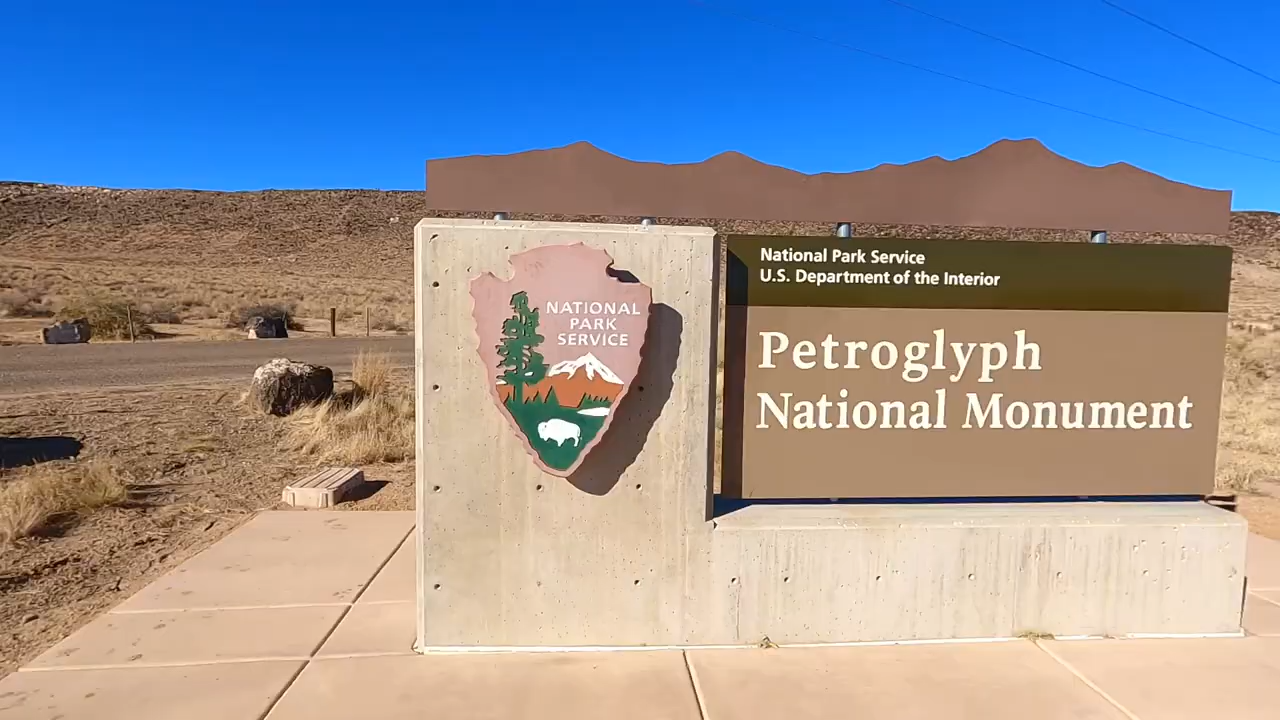 NATIONAL
PARK
SERVICE
National Park Service
U.S. Department of the Interior
Petroglyph
National Monument